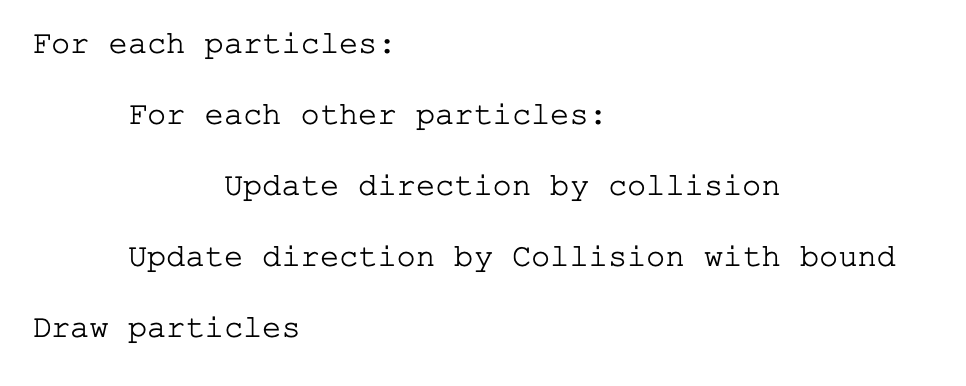 For each particles:
For each other particles:
Update direction by collision
Update direction by Collision with bound
Draw particles